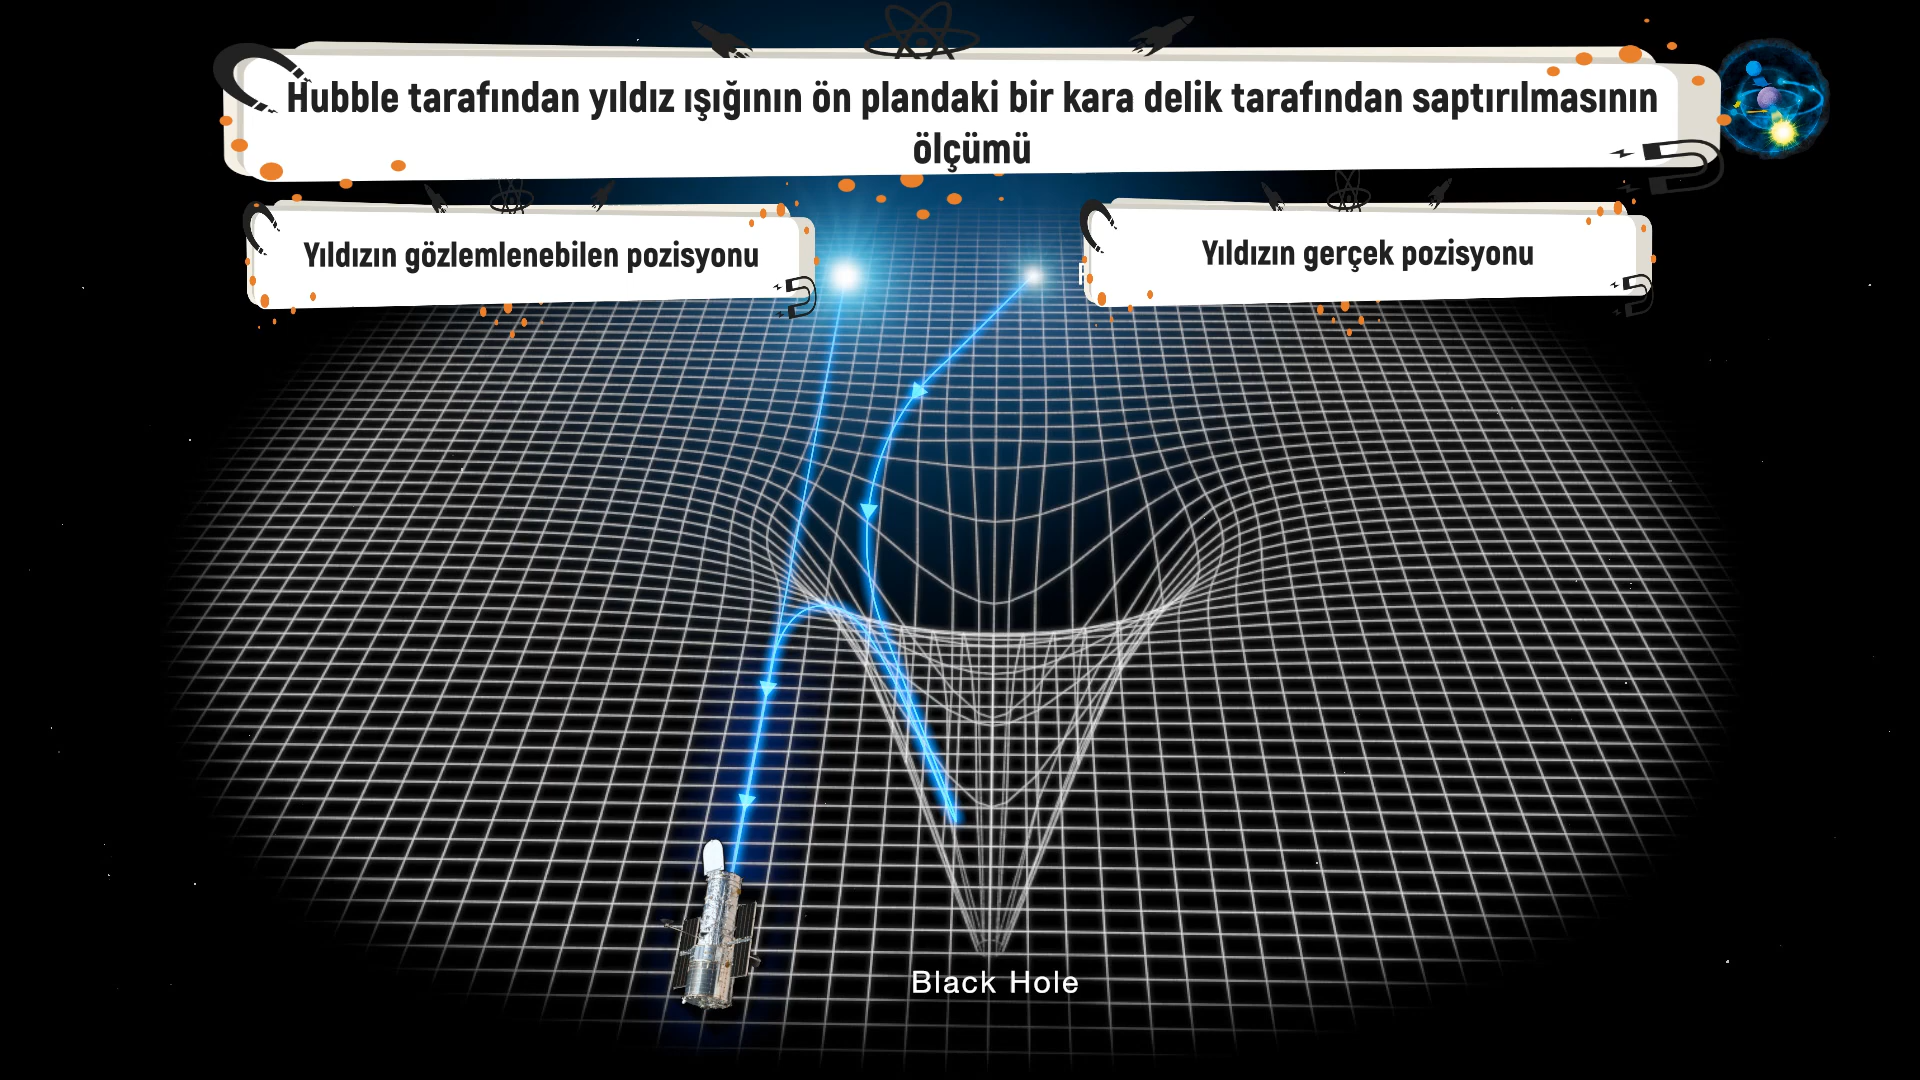 Hubble tarafından yıldız ışığının ön plandaki bir kara delik tarafından saptırılmasının
ölçümü
Yıldızın gözlemlenebilen pozisyonu
Yıldızın gerçek pozisyonu
Black Hole